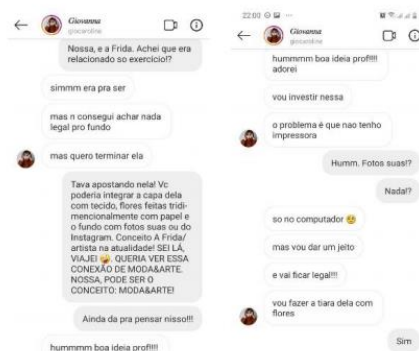 Giovanna
giocaroline
Nossa, e a Frida. Achei que era
relacionado so exercício!?
simmm era pra ser
mas n consegui achar nada
legal pro fundo
mas quero terminar ela
Tava apostando nela! Vc
poderia integrar a capa dela
com tecido, flores feitas tridi-
mencionalmente com papel e
o fundo com fotos suas ou do
Instagram. Conceito A Frida/
artista na atualidade! SEI LÁ,
VIAJEI 🤪. QUERIA VER ESSA
CONEXÃO DE MODA&ARTE.
NOSSA, PODE SER O
CONCEITO: MODA&ARTE!
Ainda da pra pensar nisso!!!
hummmm boa ideia prof!!!!
22:00
Giovanna
giocaroline
hummmm boa ideia prof!!!!
adorei
vou investir nessa
o problema é que nao tenho
impressora
Humm. Fotos suas!?
Nada!?
so no computador 🥲
mas vou dar um jeito
e vai ficar legal!!!
vou fazer a tiara dela com
flores
Sim